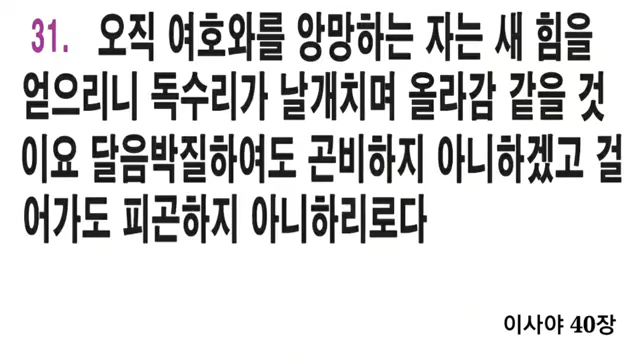 31. 오직 여호와를 앙망하는 자는 새 힘을
얻으리니 독수리가 날개치며 올라감 같을 것
이요 달음박질하여도 곤비하지 아니하겠고 걸
어가도 피곤하지 아니하리로다
이사야 40장